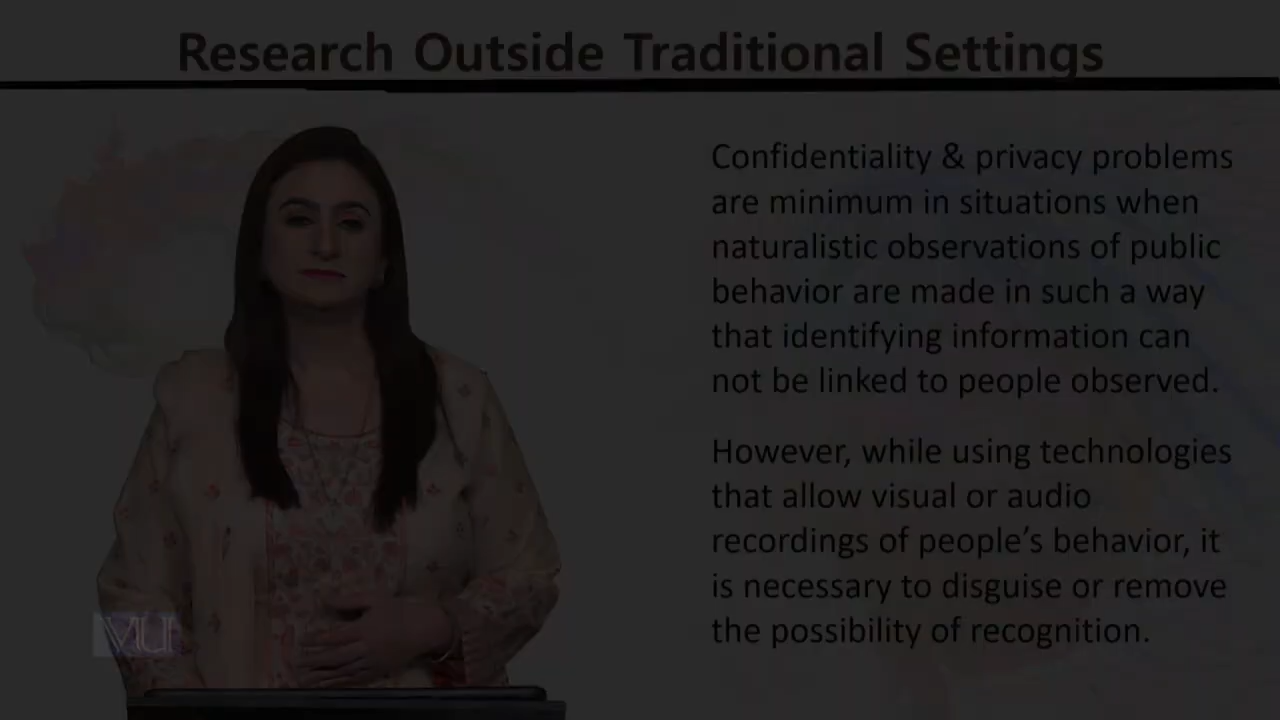 Research Outside Traditional Settings
Confidentiality & privacy problems
are minimum in situations when
naturalistic observations of public
behavior are made in such a way
that identifying information can
not be linked to people observed.
However, while using technologies
that allow visual or audio
recordings of people's behavior, it
is necessary to disguise or remove
the possibility of recognition.
VU